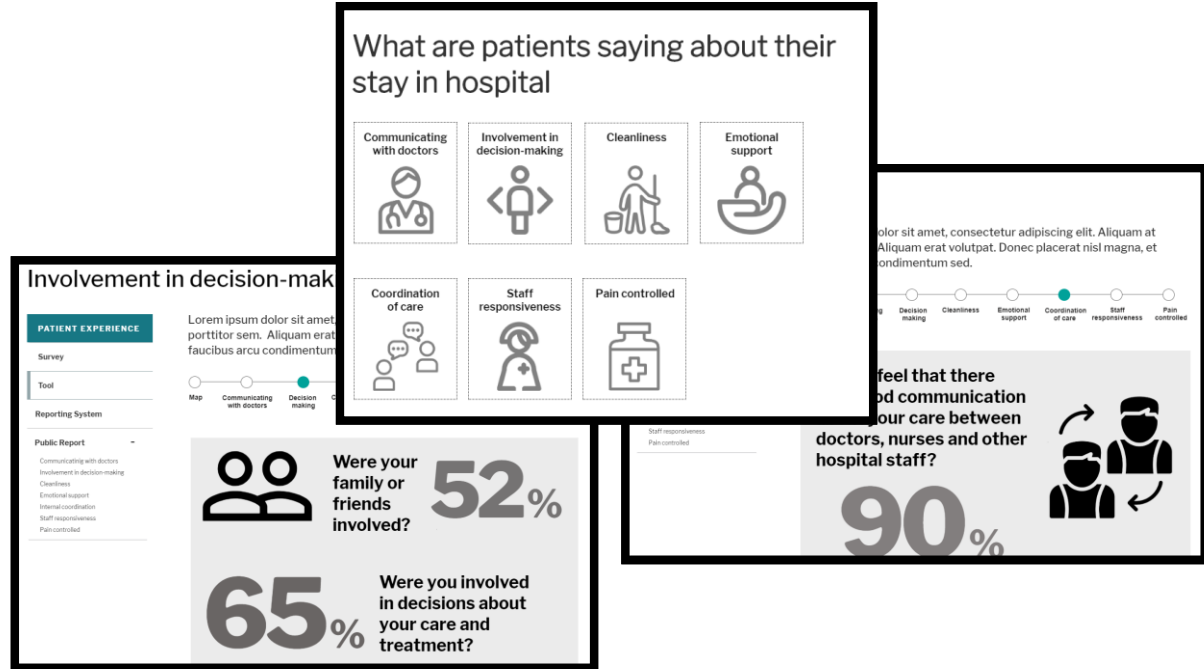 What are patients saying about their
stay in hospital
Communicating
with doctors
Involvement in
decision-making
Cleanliness
Emotional
support
Coordination
of care
Staff
responsiveness
Pain controlled
Involvement in decision-mak
PATIENT EXPERIENCE
Survey
Tool
Reporting System
Public Report -
Communicatinig with doctors
Involvement in decision-making
Cleanliness
Emotional support
Internal coordination
Staff responsiveness
Pain controlled
Lorem ipsum dolor sit amet,
porttitor sem. Aliquam erat
faucibus arcu condimentum
Map
Communicating
with doctors
Decision
making
Were your
family or
friends
involved?
52%
65%
Were you involved
in decisions about
your care and
treatment?
olor sit amet, consectetur adipiscing elit. Aliquam at
Aliquam erat volutpat. Donec placerat nisl magna, et
ondimentum sed.
Decision
making
Cleanliness
Emotional
support
Coordination
of care
Staff
responsiveness
Pain
controlled
Staff responsiveness
Pain controlled
feel that there
od communication
our care between
doctors, nurses and other
hospital staff?
90%